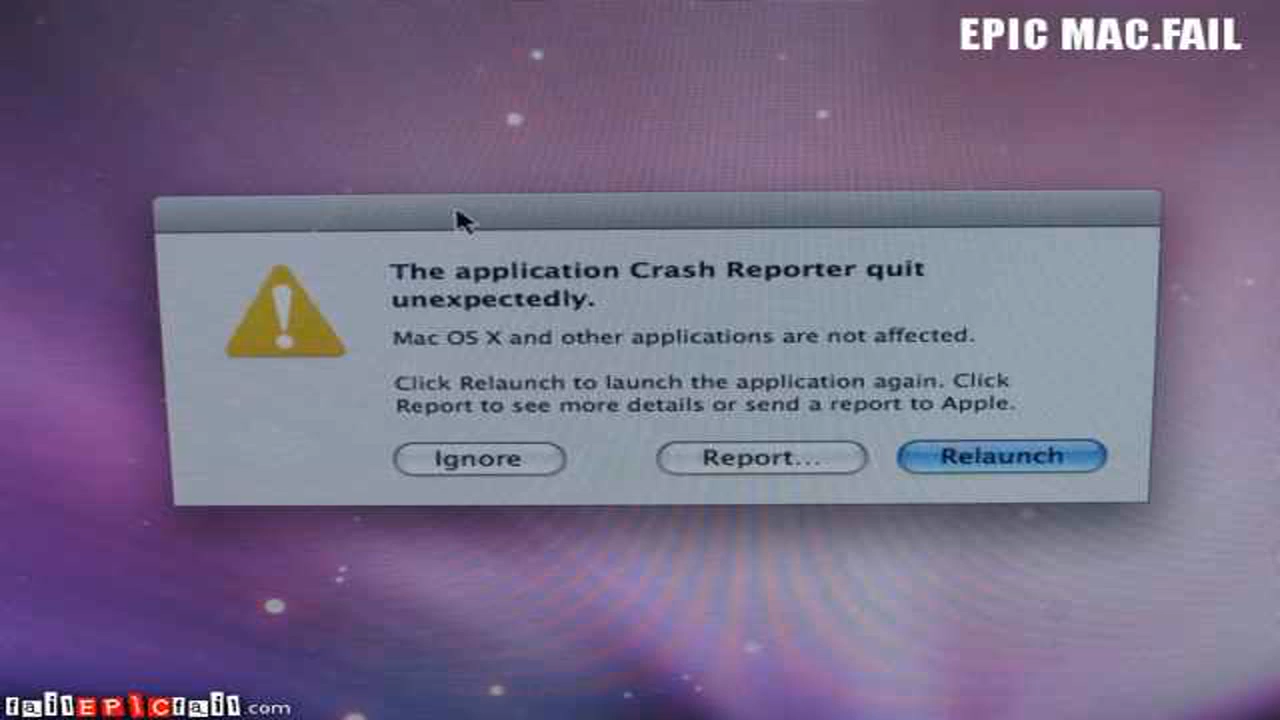 EPIC MAC.FAIL
The application Crash Reporter quit
unexpectedly.
Mac OS X and other applications are not affected.
Click Relaunch to launch the application again. Click
Report to see more details or send a report to Apple.
Ignore Report... Relaunch
failEPICfail.com